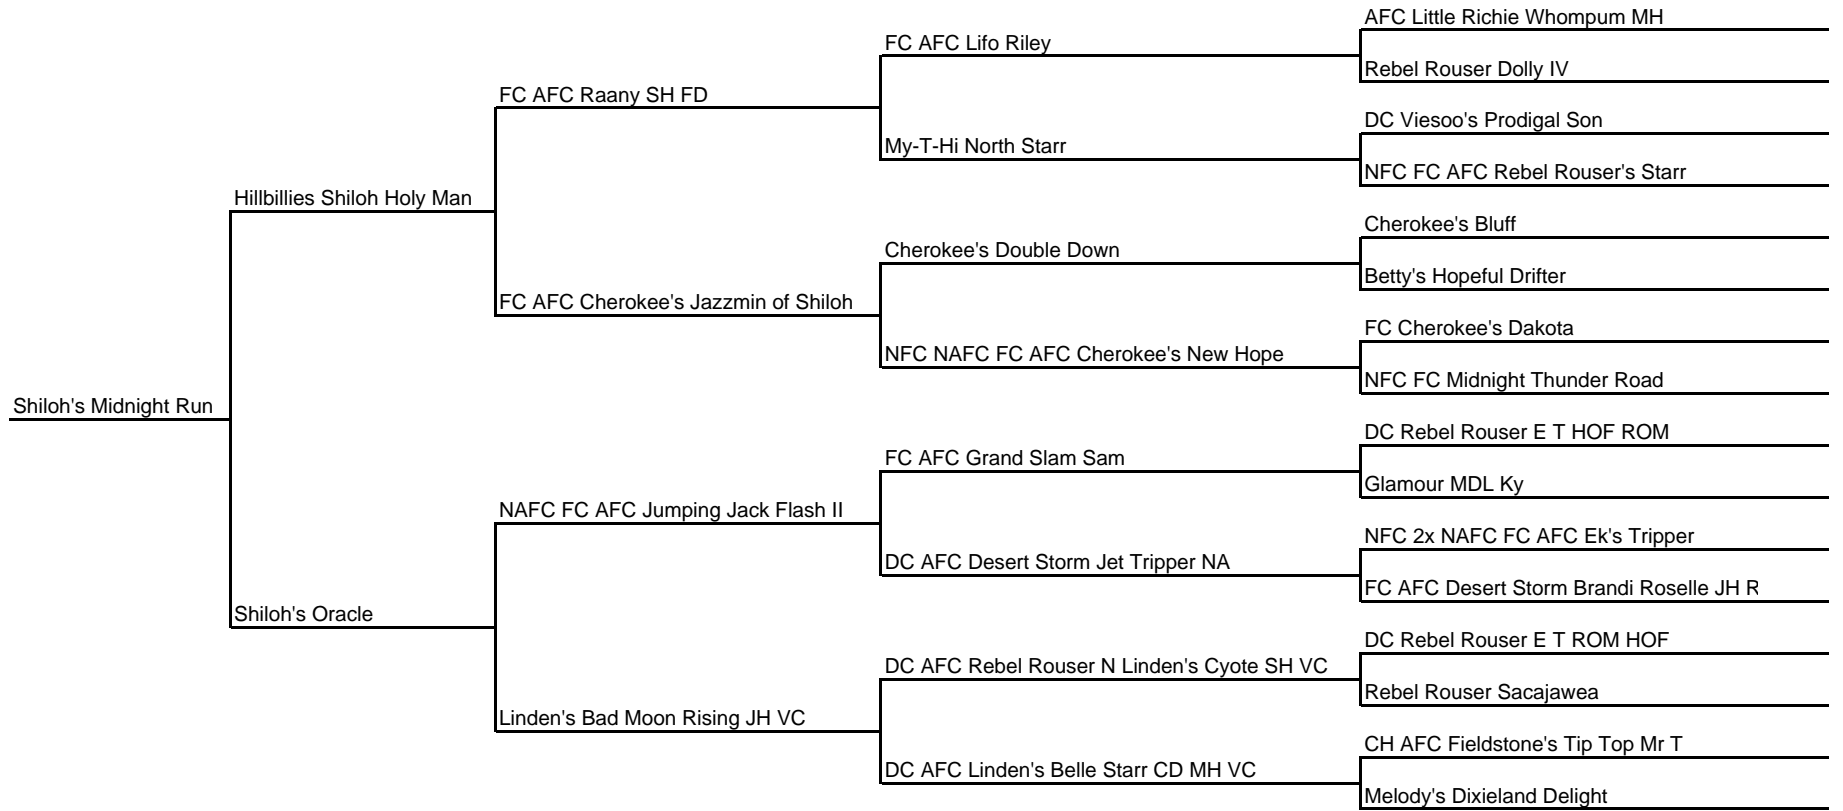 AFC Little Richie Whompum MH
FC AFC Lifo Riley
Rebel Rouser Dolly IV
FC AFC Raany SH FD
DC Viesoo's Prodigal Son
My-T-Hi North Starr
NFC FC AFC Rebel Rouser's Starr
Hillbillies Shiloh Holy Man
Cherokee's Bluff
Cherokee's Double Down
Betty's Hopeful Drifter
FC AFC Cherokee's Jazzmin of Shiloh
FC Cherokee's Dakota
NFC NAFC FC AFC Cherokee's New Hope
NFC FC Midnight Thunder Road
Shiloh's Midnight Run
DC Rebel Rouser E T HOF ROM
FC AFC Grand Slam Sam
Glamour MDL Ky
NAFC FC AFC Jumping Jack Flash II
NFC 2x NAFC FC AFC Ek's Tripper
DC AFC Desert Storm Jet Tripper NA
FC AFC Desert Storm Brandi Roselle JH R
Shiloh's Oracle
DC Rebel Rouser E T ROM HOF
DC AFC Rebel Rouser N Linden's Cyote SH VC
Rebel Rouser Sacajawea
Linden's Bad Moon Rising JH VC
CH AFC Fieldstone's Tip Top Mr T
DC AFC Linden's Belle Starr CD MH VC
Melody's Dixieland Delight